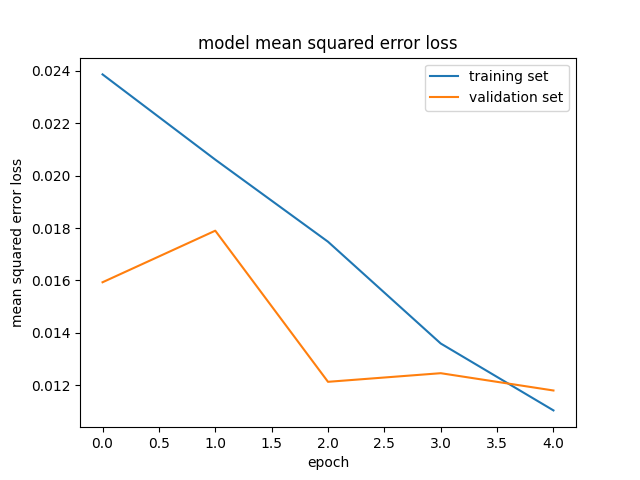 model mean squared error loss
training set
validation set
mean squared error loss
0.024
0.022
0.020
0.018
0.016
0.014
0.012
0.0 0.5 1.0 1.5 2.0 2.5 3.0 3.5 4.0
epoch